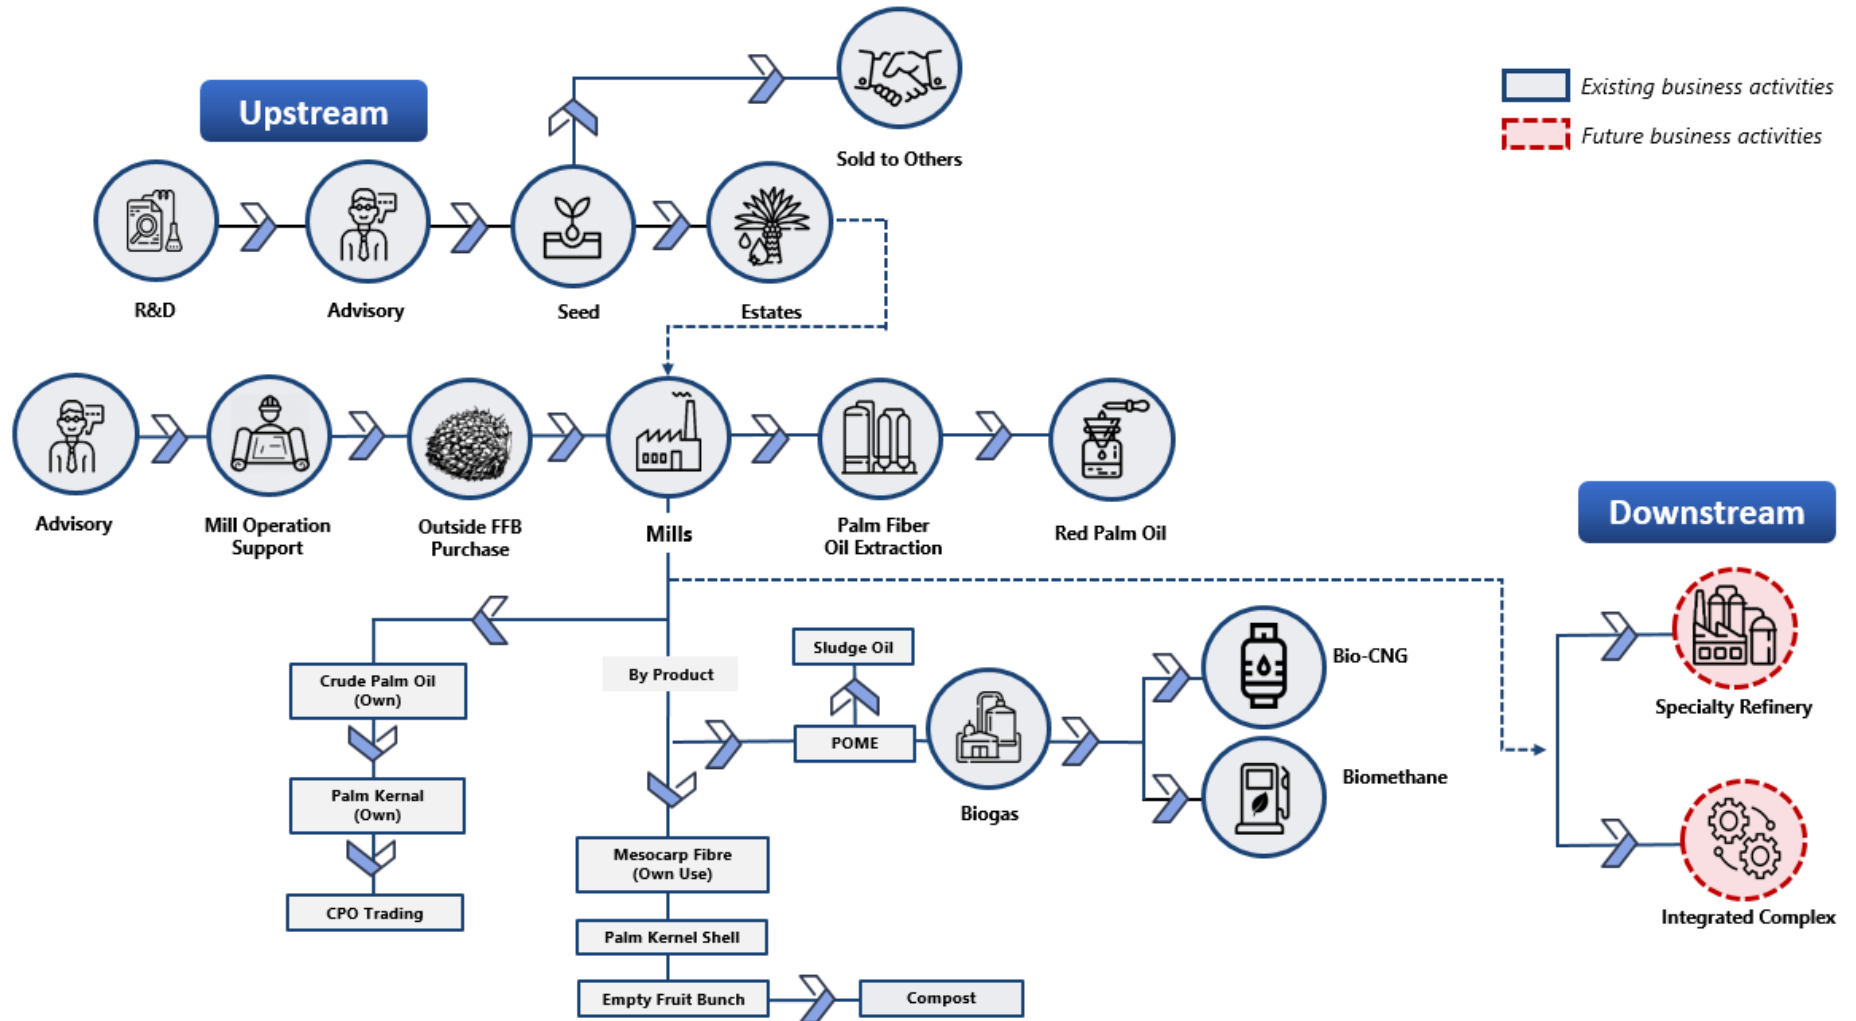 Upstream
Sold to Others
Existing business activities
Future business activities
R&D
Advisory
Seed
Estates
Advisory
Mill Operation
Support
Outside FFB
Purchase
Mills
Palm Fiber
Oil Extraction
Red Palm Oil
Downstream
Crude Palm Oil
(Own)
Palm Kernal
(Own)
CPO Trading
By Product
Sludge Oil
POME
Biogas
Bio-CNG
Biomethane
Mesocarp Fibre
(Own Use)
Palm Kernel Shell
Empty Fruit Bunch
Compost
Specialty Refinery
Integrated Complex